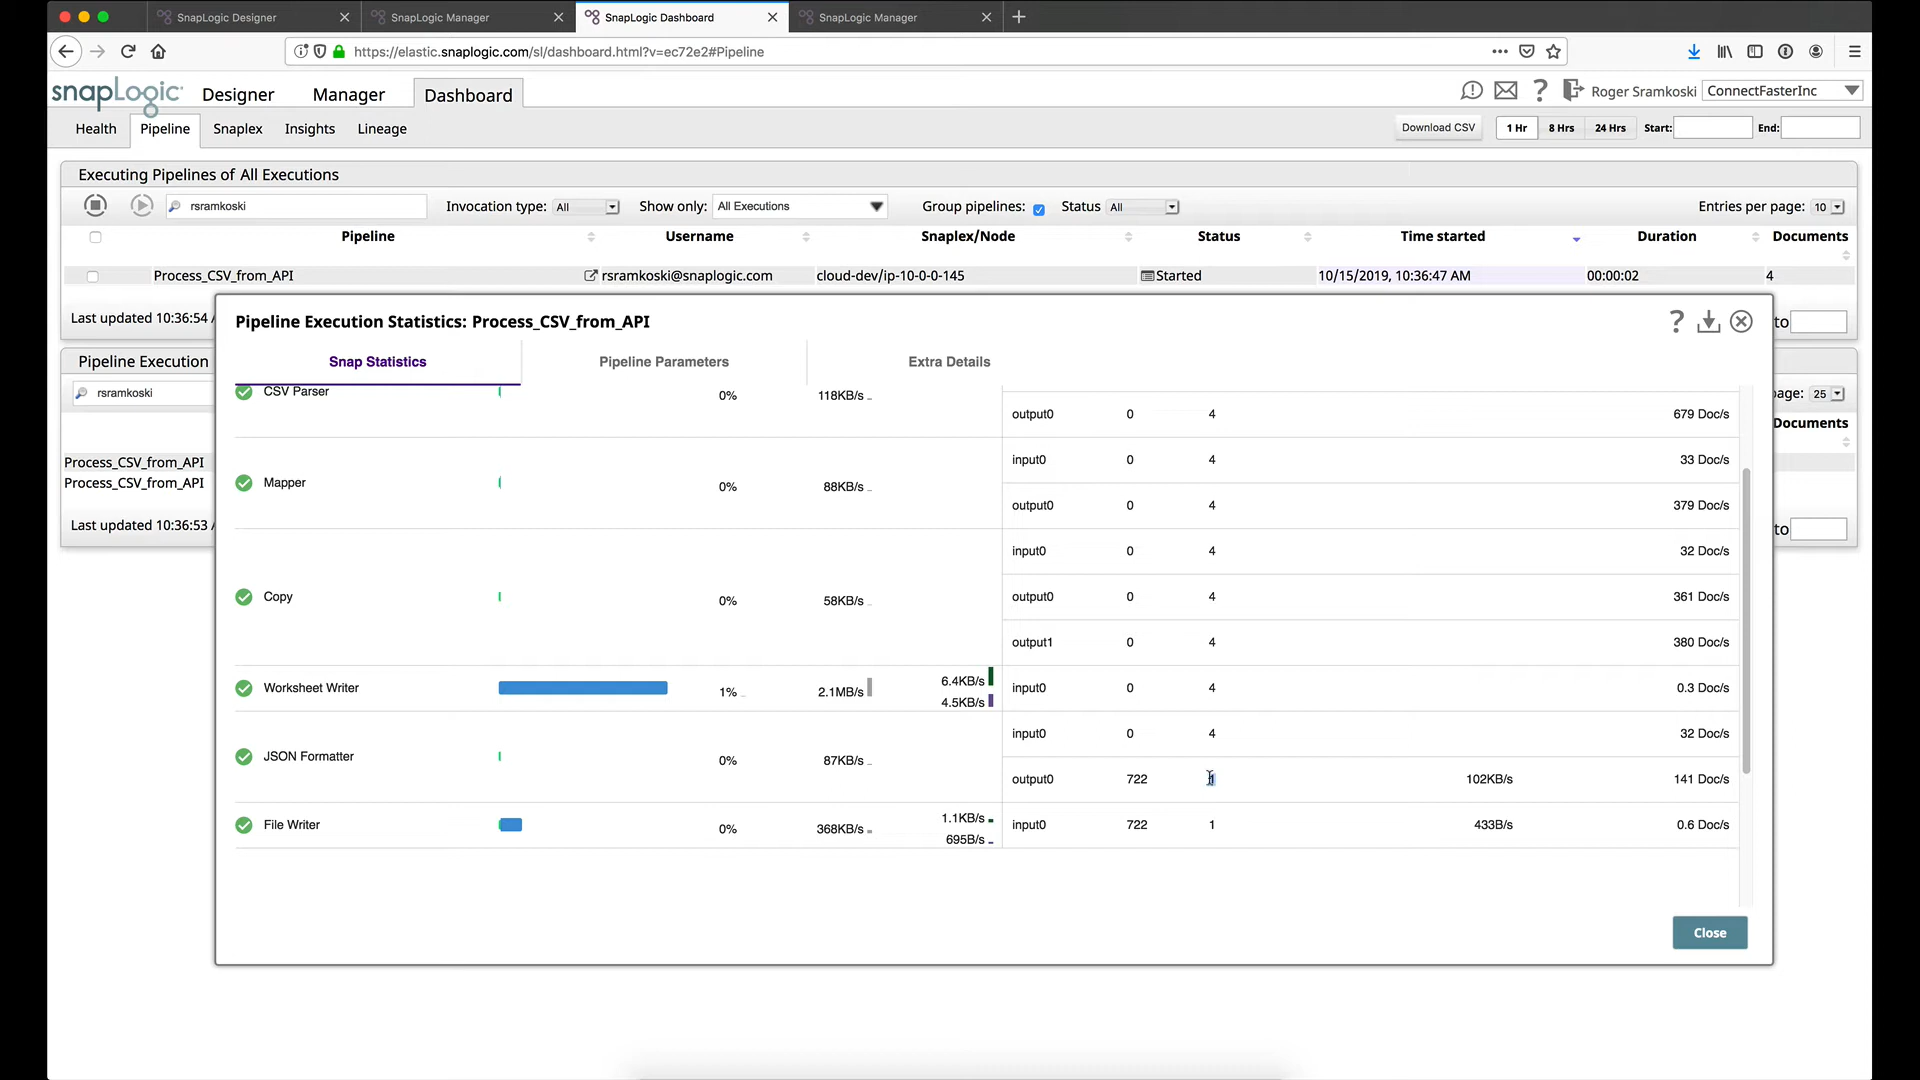 SnapLogic Designer
SnapLogic Manager
SnapLogic Dashboard
SnapLogic Manager
https://elastic.snaplogic.com/sl/dashboard.html?v=ec72e2#Pipeline
snapLogic
Designer
Manager
Dashboard
Roger Sramkoski
ConnectFasterInc
Health
Pipeline
Snaplex
Insights
Lineage
Download CSV
1 Hr
8 Hrs
24 Hrs
Start:
End:
Executing Pipelines of All Executions
rsramkoski
Invocation type: All
Show only: All Executions
Group pipelines:
Status All
Entries per page: 10
Pipeline Username Snaplex/Node Status Time started Duration Documents
Process_CSV_from_API rsramkoski@snaplogic.com cloud-dev/ip-10-0-0-145 Started 10/15/2019, 10:36:47 AM 00:00:02 4
Last updated 10:36:54
to
Pipeline Execution
rsramkoski
page: 25
Documents
Process_CSV_from_API
Process_CSV_from_API
Last updated 10:36:53
to
Pipeline Execution Statistics: Process_CSV_from_API
?
Snap Statistics
Pipeline Parameters
Extra Details
CSV Parser 0% 118KB/s
output0 0 4 679 Doc/s
Mapper 0% 88KB/s
input0 0 4 33 Doc/s
output0 0 4 379 Doc/s
Copy 0% 58KB/s
input0 0 4 32 Doc/s
output0 0 4 361 Doc/s
output1 0 4 380 Doc/s
Worksheet Writer 1% 2.1MB/s 6.4KB/s 4.5KB/s
input0 0 4 0.3 Doc/s
JSON Formatter 0% 87KB/s
input0 0 4 32 Doc/s
output0 722 1 102KB/s 141 Doc/s
File Writer 0% 368KB/s 1.1KB/s 695B/s
input0 722 1 433B/s 0.6 Doc/s
Close